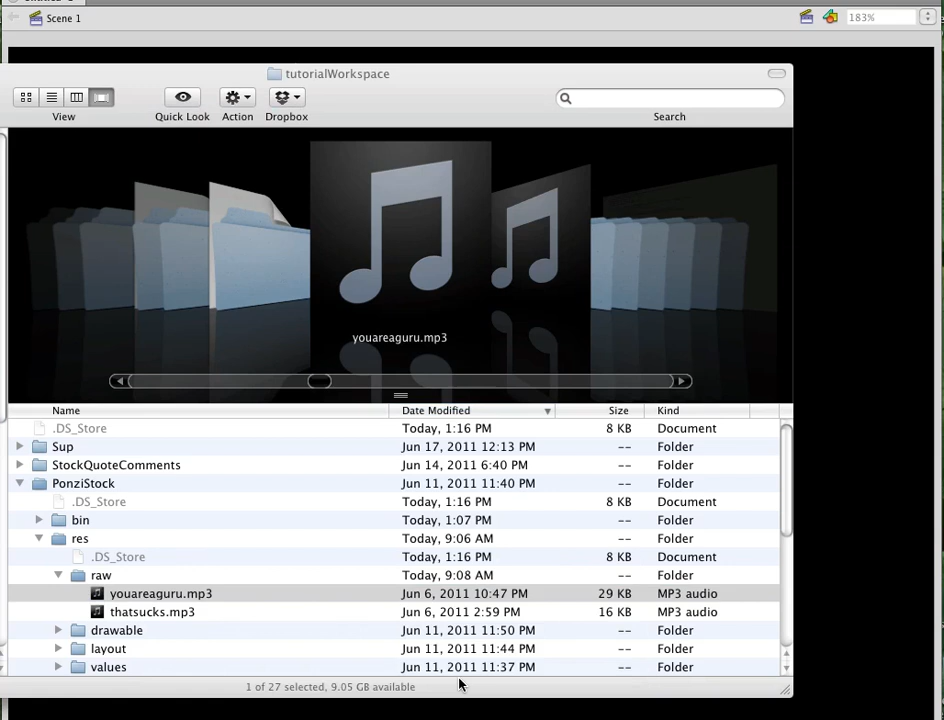 Scene 1
183%
tutorialWorkspace
View
Quick Look
Action
Dropbox
Search
youareaguru.mp3
Name Date Modified Size Kind
.DS_Store Today, 1:16 PM 8 KB Document
Sup Jun 17, 2011 12:13 PM -- Folder
StockQuoteComments Jun 14, 2011 6:40 PM -- Folder
PonziStock Jun 11, 2011 11:40 PM -- Folder
.DS_Store Today, 1:16 PM 8 KB Document
bin Today, 1:07 PM -- Folder
res Today, 9:06 AM -- Folder
.DS_Store Today, 1:16 PM 8 KB Document
raw Today, 9:08 AM -- Folder
youareaguru.mp3 Jun 6, 2011 10:47 PM 29 KB MP3 audio
thatsucks.mp3 Jun 6, 2011 2:59 PM 16 KB MP3 audio
drawable Jun 11, 2011 11:50 PM -- Folder
layout Jun 11, 2011 11:44 PM -- Folder
values Jun 11, 2011 11:37 PM -- Folder
1 of 27 selected, 9.05 GB available